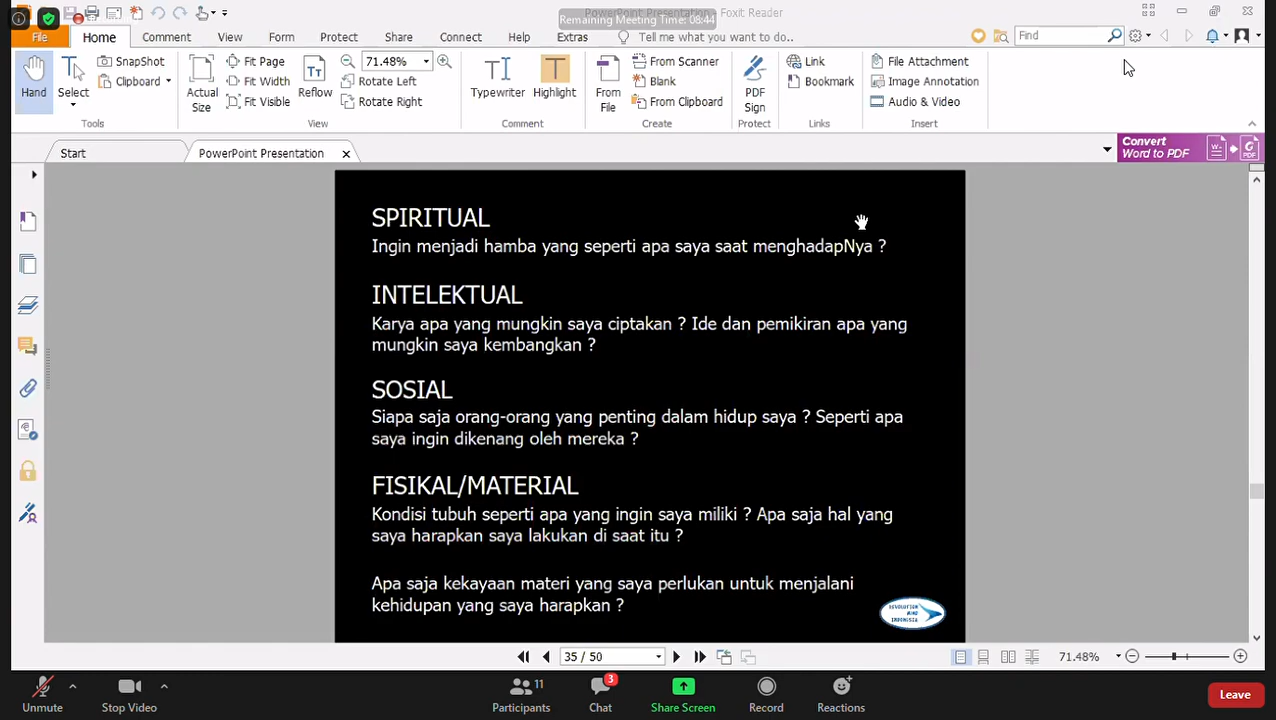 PowerPoint Presentation - Foxit Reader
Remaining Meeting Time: 08:44
File Home Comment View Form Protect Share Connect Help Extras Tell me what you want to do.. Find
Hand
Select
SnapShot
Clipboard
Tools
Actual
Size
Fit Page
Fit Width
Fit Visible
Reflow
71.48%
Rotate Left
Rotate Right
View
Typewriter
Highlight
Comment
From
File
From Scanner
Blank
From Clipboard
Create
PDF
Sign
Protect
Link
Bookmark
Links
File Attachment
Image Annotation
Audio & Video
Insert
Start PowerPoint Presentation
Convert
Word to PDF
PDF
SPIRITUAL
Ingin menjadi hamba yang seperti apa saya saat menghadapNya ?
INTELEKTUAL
Karya apa yang mungkin saya ciptakan ? Ide dan pemikiran apa yang
mungkin saya kembangkan ?
SOSIAL
Siapa saja orang-orang yang penting dalam hidup saya ? Seperti apa
saya ingin dikenang oleh mereka ?
FISIKAL/MATERIAL
Kondisi tubuh seperti apa yang ingin saya miliki ? Apa saja hal yang
saya harapkan saya lakukan di saat itu ?
Apa saja kekayaan materi yang saya perlukan untuk menjalani
kehidupan yang saya harapkan ?
REVOLUTION
MIND
INDONESIA
35 / 50
71.48%
Unmute
Stop Video
11
Participants
3
Chat
Share Screen
Record
Reactions
Leave